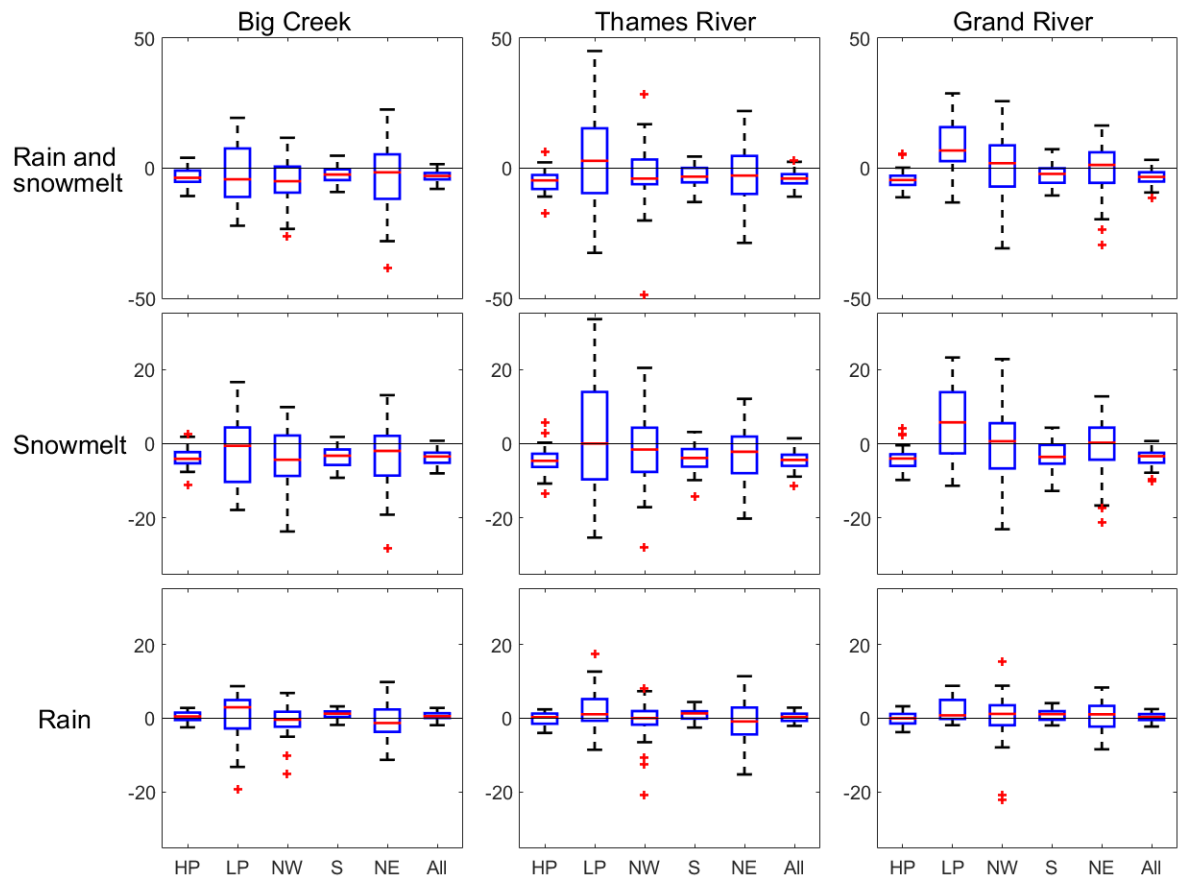 Big Creek Thames River Grand River
50 50 50
Rain and
snowmelt
0 0 0
-50 -50 -50
20 20 20
Snowmelt
0 0 0
-20 -20 -20
20 20 20
Rain
0 0 0
-20 -20 -20
HP LP NW S NE All HP LP NW S NE All HP LP NW S NE All